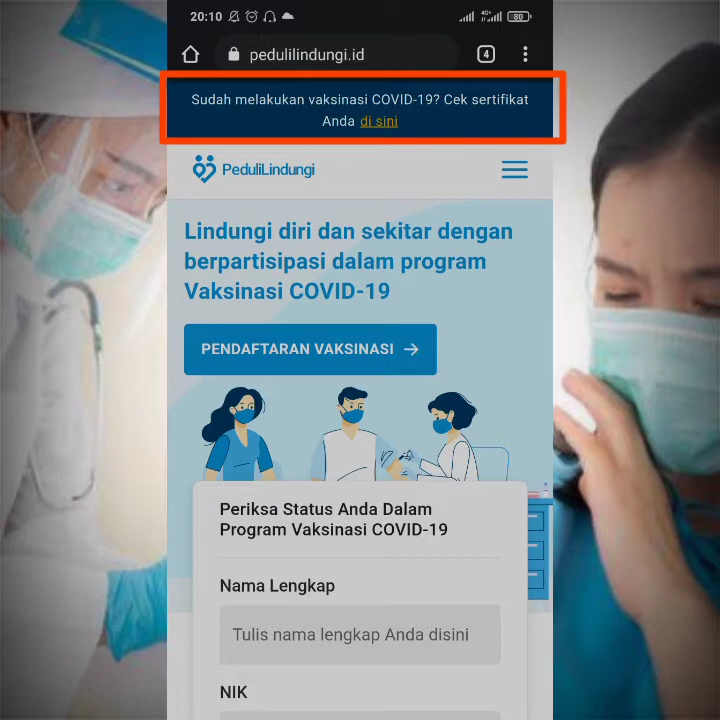 20:10
4G+
80
pedulilindungi.id
4
Sudah melakukan vaksinasi COVID-19? Cek sertifikat
Anda di sini
PeduliLindungi
Lindungi diri dan sekitar dengan
berpartisipasi dalam program
Vaksinasi COVID-19
PENDAFTARAN VAKSINASI →
Periksa Status Anda Dalam
Program Vaksinasi COVID-19
Nama Lengkap
Tulis nama lengkap Anda disini
NIK